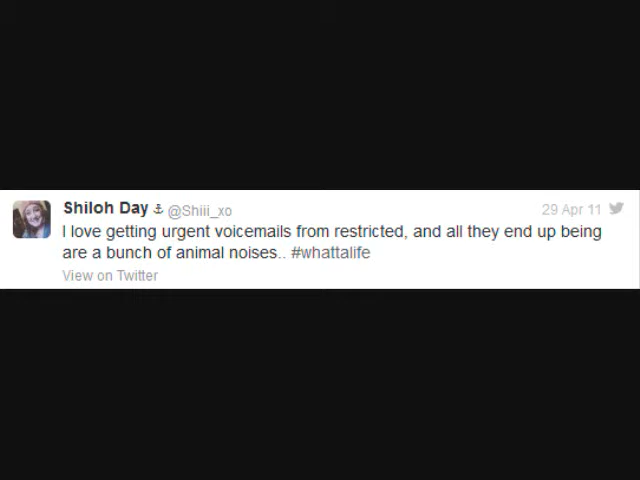 Shiloh Day ⚓ @Shiii_xo 29 Apr 11
I love getting urgent voicemails from restricted, and all they end up being
are a bunch of animal noises.. #whattalife
View on Twitter